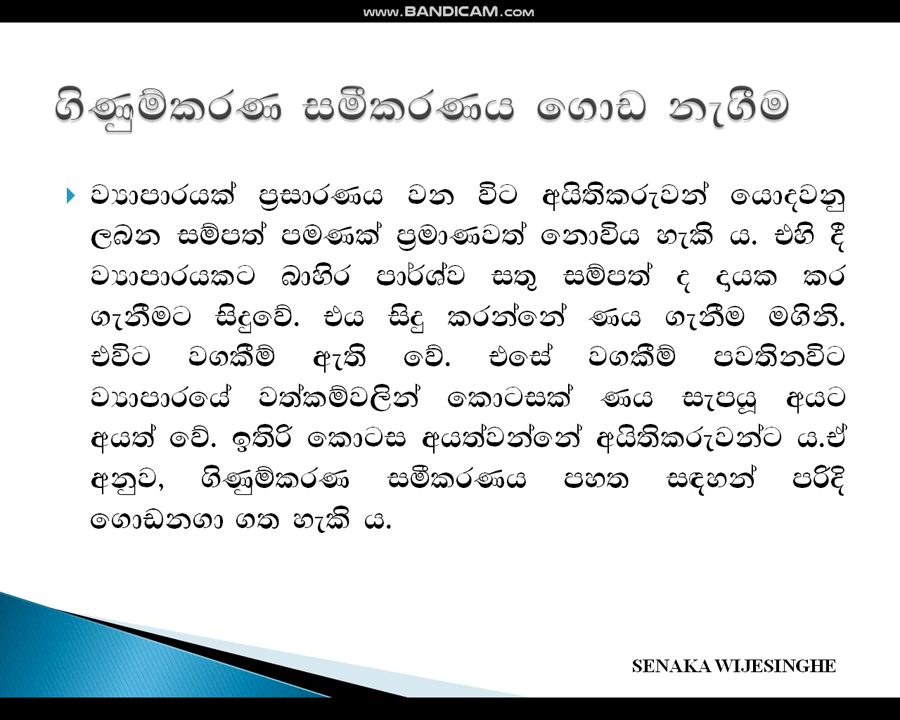 www.BANDICAM.com
ගිණුම්කරණ සමීකරණය ගොඩ නැගීම
ව්‍යාපාරයක් ප්‍රසාරණය වන විට අයිතිකරුවන් යොදවනු
ලබන සම්පත් පමණක් ප්‍රමාණවත් නොවිය හැකි ය. එහි දී
ව්‍යාපාරයකට බාහිර පාර්ශ්ව සතු සම්පත් ද දායක කර
ගැනීමට සිදුවේ. එය සිදු කරන්නේ ණය ගැනීම මගිනි.
එවිට වගකීම් ඇති වේ. එසේ වගකීම් පවතිනවිට
ව්‍යාපාරයේ වත්කම්වලින් කොටසක් ණය සැපයූ අයට
අයත් වේ. ඉතිරි කොටස අයත්වන්නේ අයිතිකරුවන්ට ය.ඒ
අනුව, ගිණුම්කරණ සමීකරණය පහත සඳහන් පරිදි
ගොඩනගා ගත හැකි ය.
SENAKA WIJESINGHE